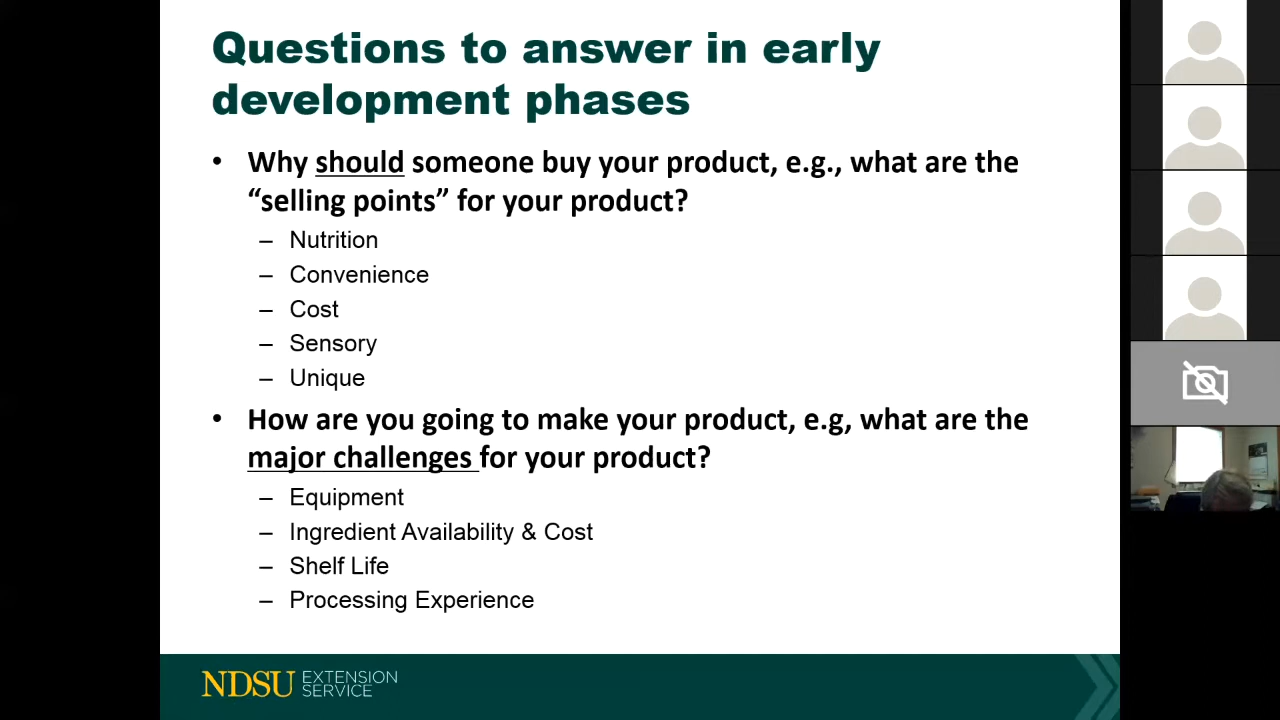 Questions to answer in early
development phases
• Why should someone buy your product, e.g., what are the
“selling points” for your product?
– Nutrition
– Convenience
– Cost
– Sensory
– Unique
• How are you going to make your product, e.g, what are the
major challenges for your product?
– Equipment
– Ingredient Availability & Cost
– Shelf Life
– Processing Experience
NDSU EXTENSION
SERVICE